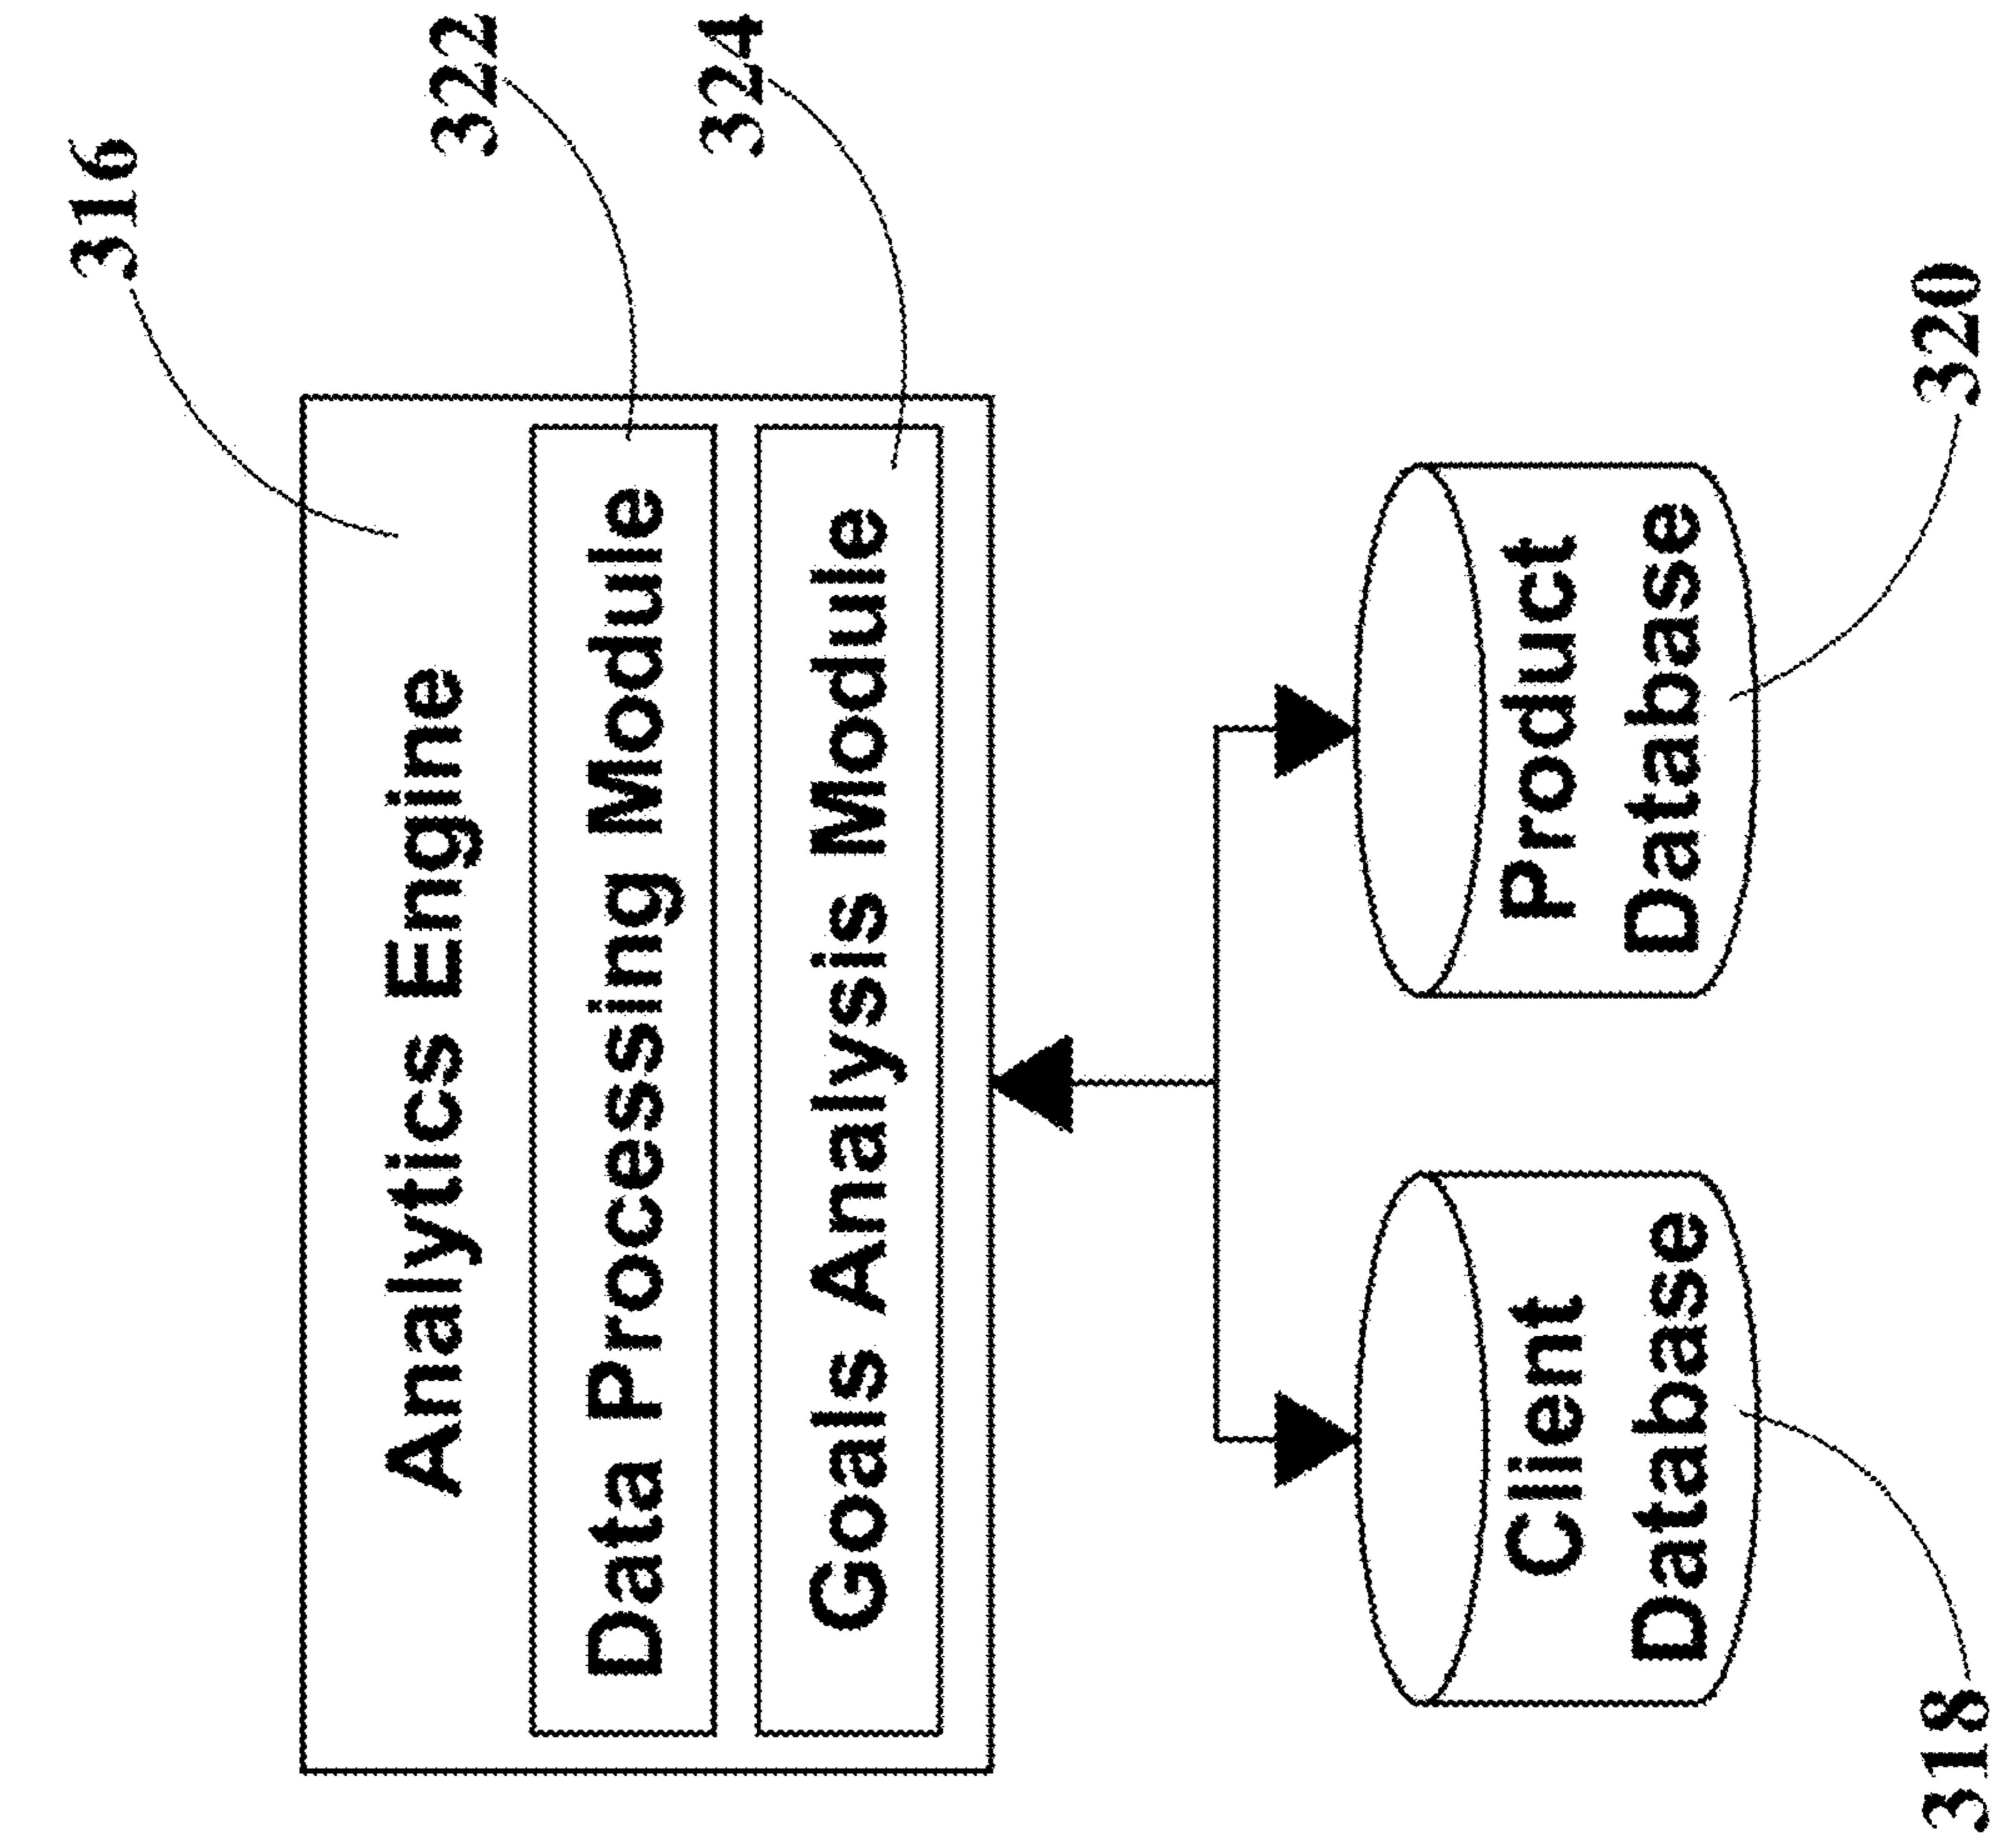 316
Analytics Engine
322
Data Processing Module
324
Goals Analysis Module
Client
Database
Product
Database
318
320